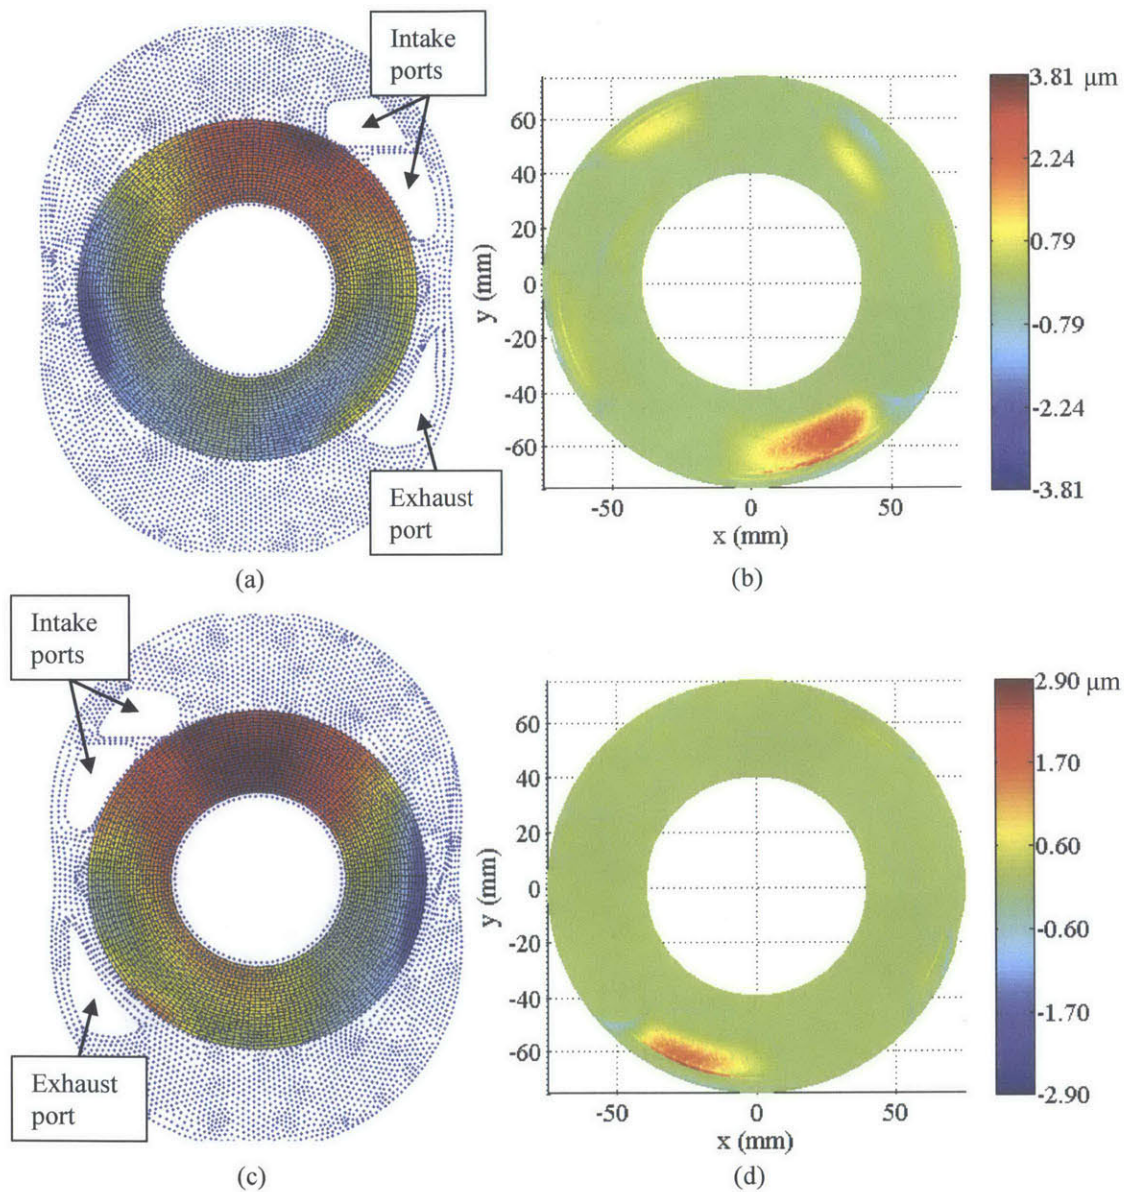 Intake
ports
Exhaust
port
(a)
60
40
20
0
-20
-40
-60
y (mm)
-50
0
50
x (mm)
3.81 μm
2.24
0.79
-0.79
-2.24
-3.81
(b)
Intake
ports
Exhaust
port
(c)
60
40
20
0
-20
-40
-60
y (mm)
-50
0
50
x (mm)
2.90 μm
1.70
0.60
-0.60
-1.70
-2.90
(d)